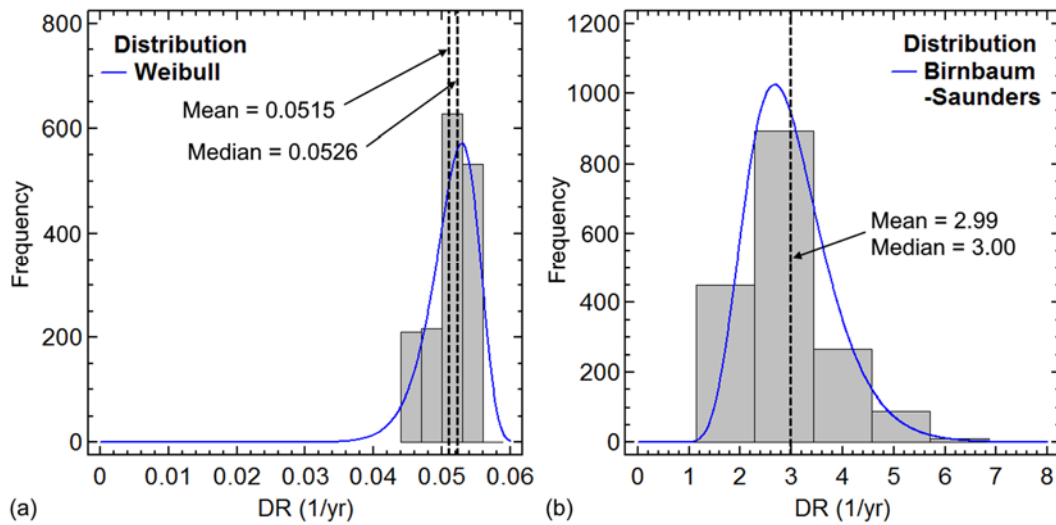 800
600
400
200
0
Frequency
Distribution
Weibull
Mean = 0.0515
Median = 0.0526
0 0.01 0.02 0.03 0.04 0.05 0.06
DR (1/yr)
(a)
1200
1000
800
600
400
200
0
Frequency
Distribution
Birnbaum
-Saunders
Mean = 2.99
Median = 3.00
0 1 2 3 4 5 6 7 8
DR (1/yr)
(b)